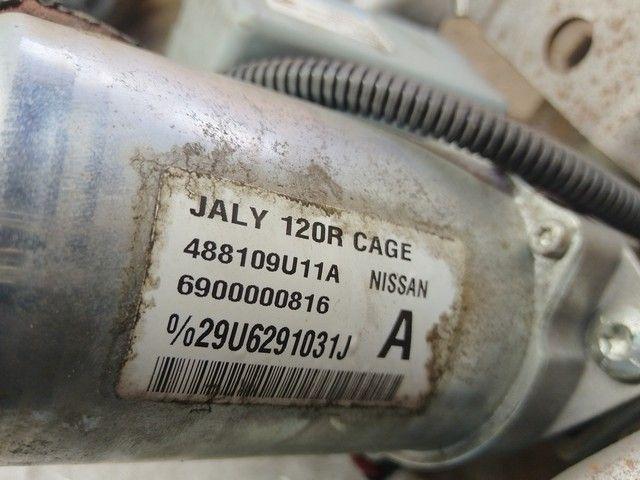 JALY 120R CAGE
488109U11A NISSAN
6900000816
%29U6291031J A